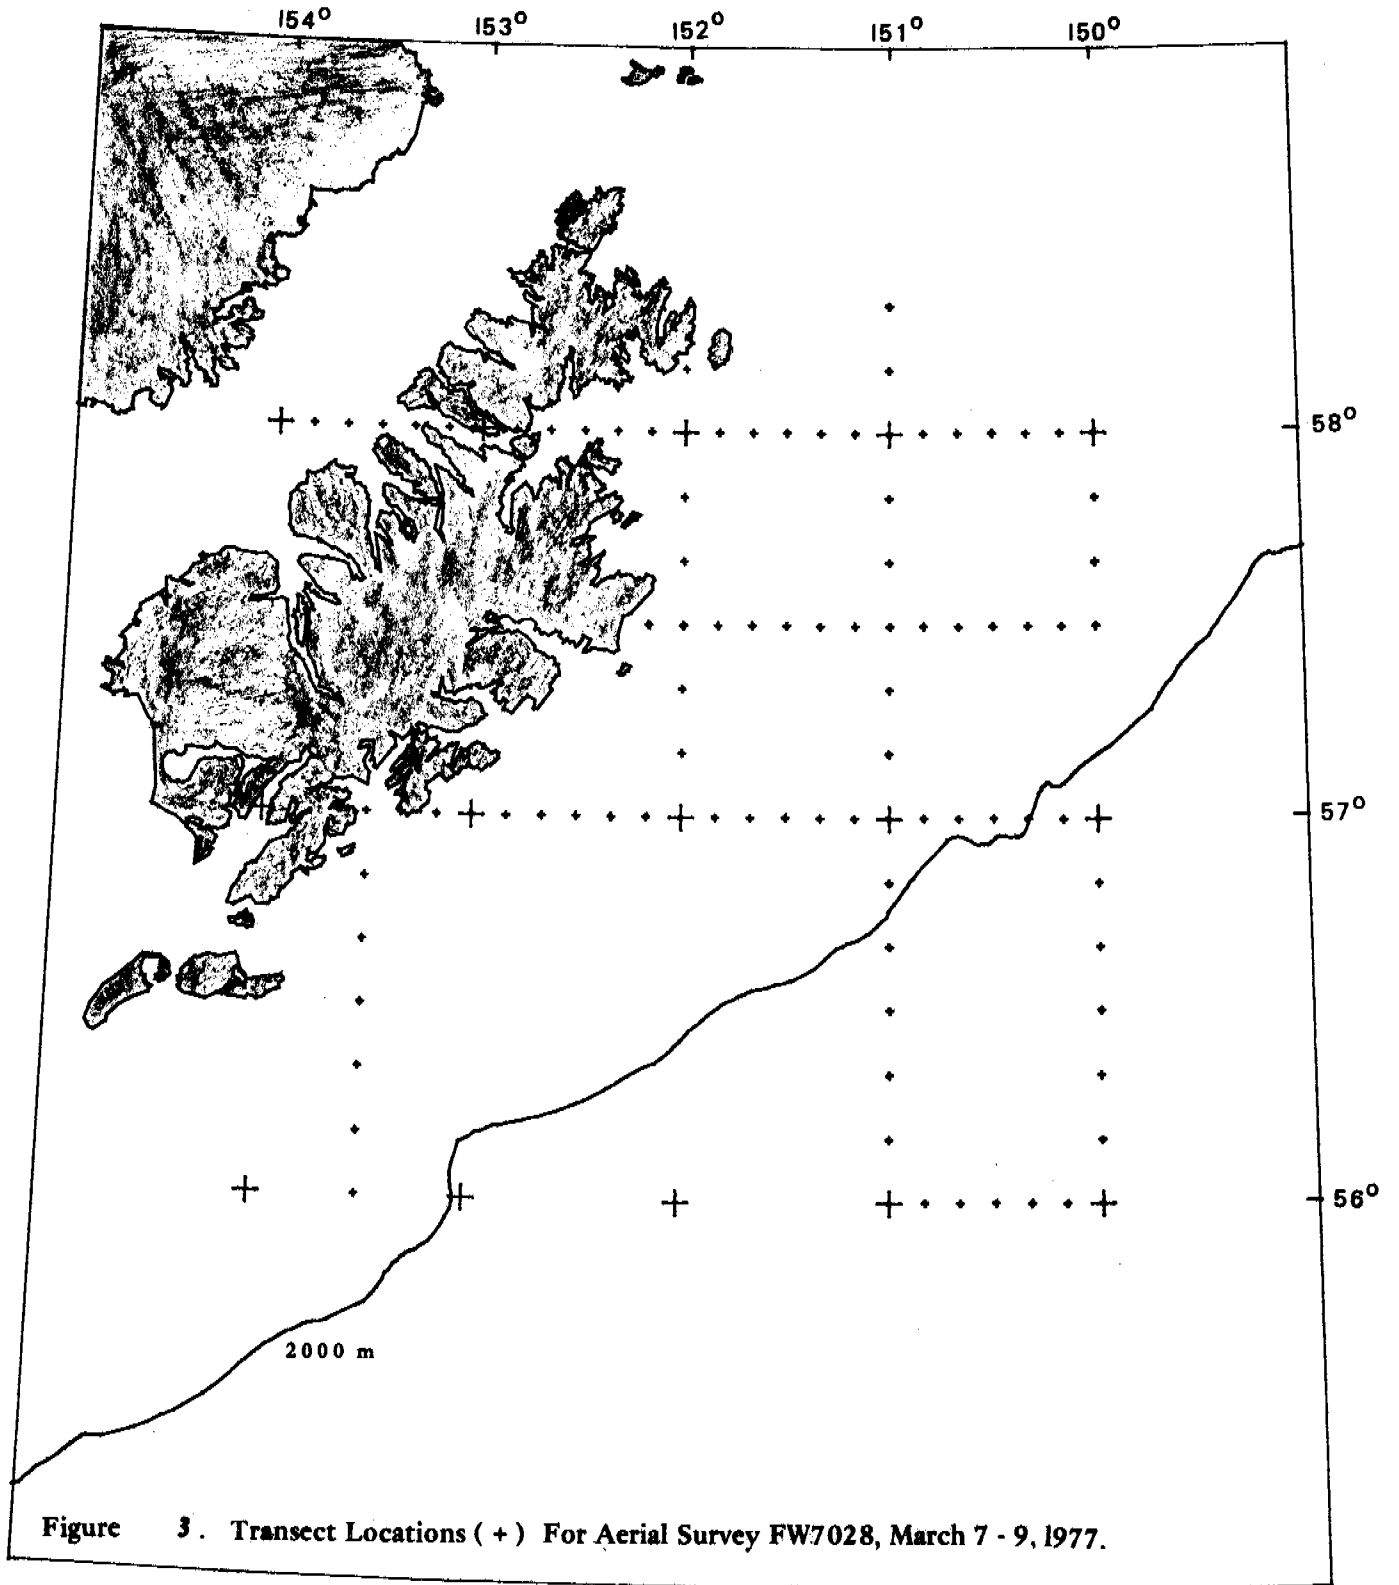 154° 153° 152° 151° 150°
58°
57°
56°
2000 m
Figure 3. Transect Locations ( + ) For Aerial Survey FW7028, March 7 - 9, 1977.